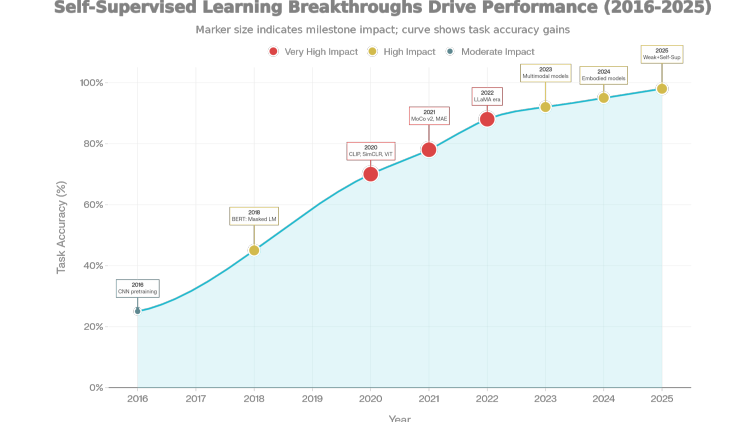 Self-Supervised Learning Breakthroughs Drive Performance (2016-2025)
Marker size indicates milestone impact; curve shows task accuracy gains
Very High Impact High Impact Moderate Impact
2025
Weak+Self-Sup
2023
Multimodal models
2024
Embodied models
100%
2022
LLaMA era
2021
MoCo v2, MAE
80%
2020
CLIP, SimCLR, ViT
60%
2018
BERT: Masked LM
Task Accuracy (%)
40%
2016
CNN pretraining
20%
0%
2016 2017 2018 2019 2020 2021 2022 2023 2024 2025
Year